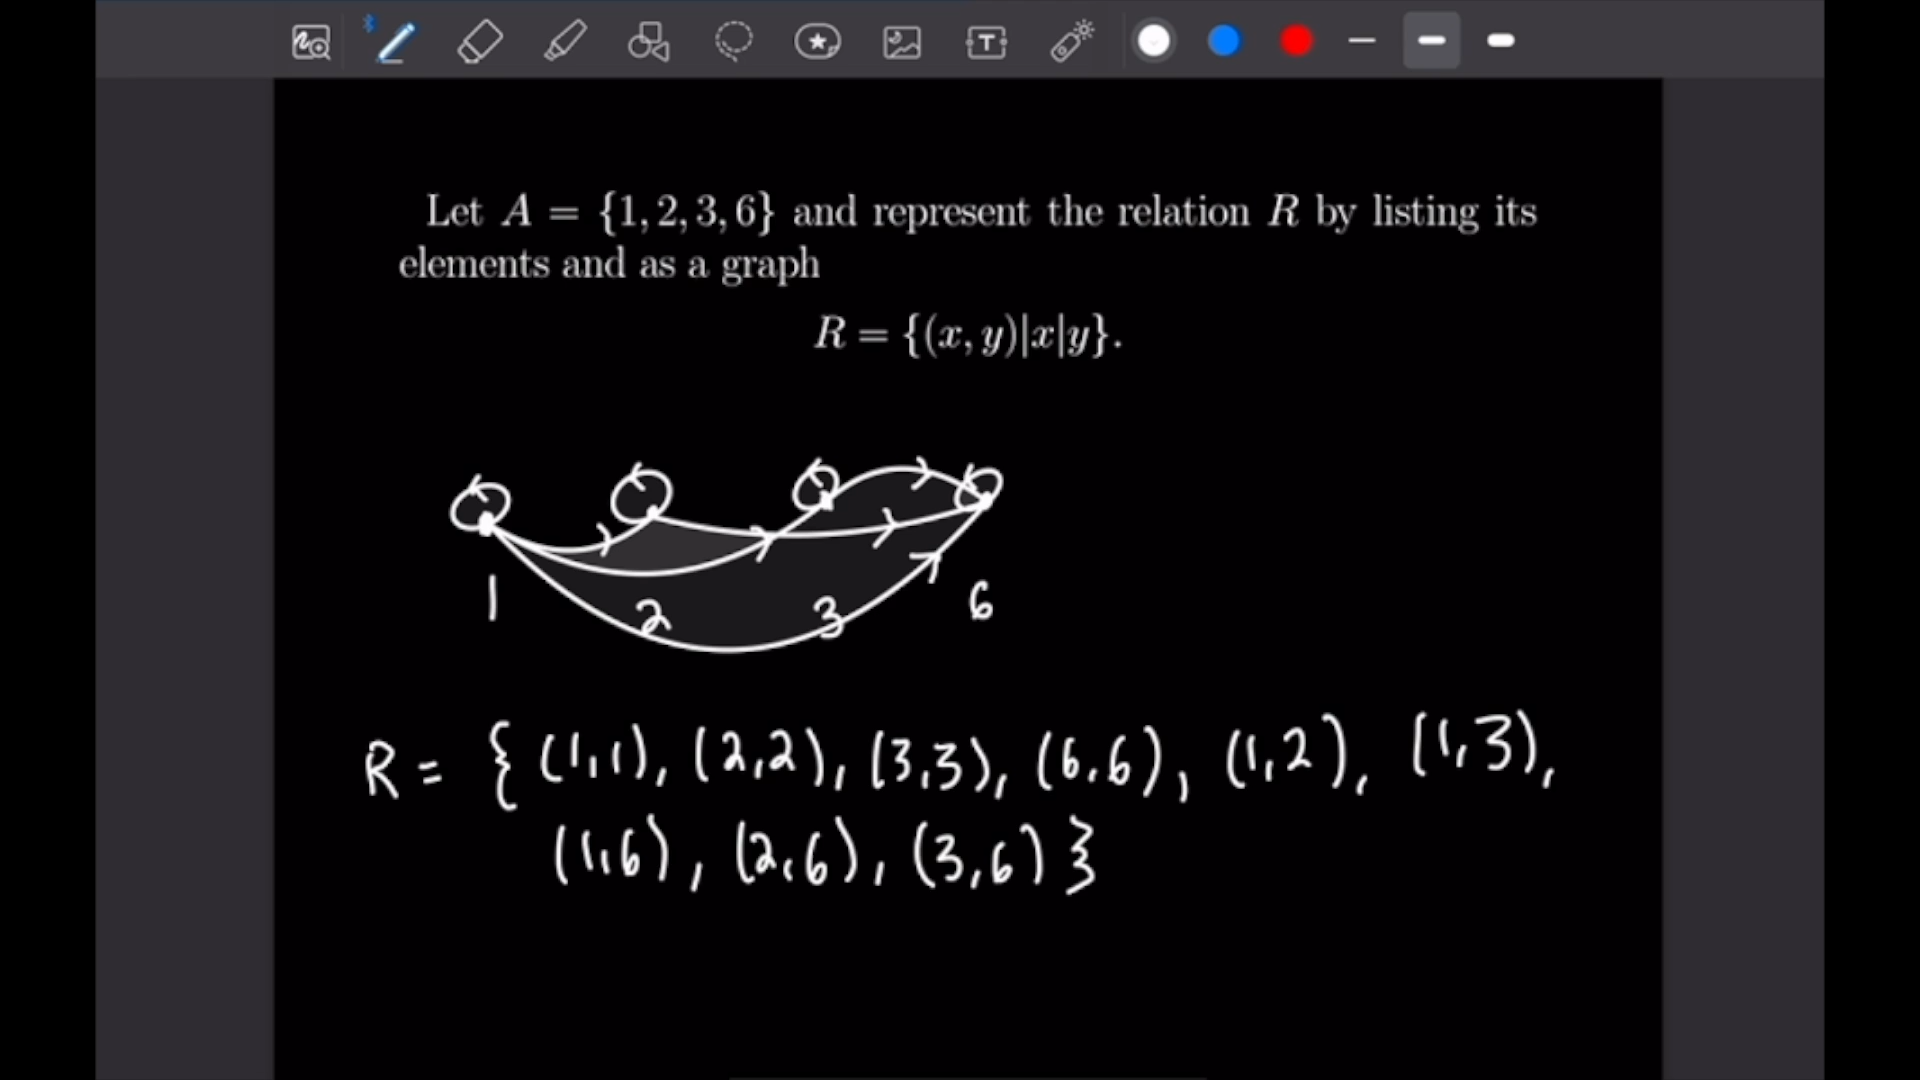 Let A = {1, 2, 3, 6} and represent the relation R by listing its
elements and as a graph
R = {(x, y)|x|y}.
1 2 3 6
R = { (1,1), (2,2), (3,3), (6,6), (1,2), (1,3),
(1,6), (2,6), (3,6) }